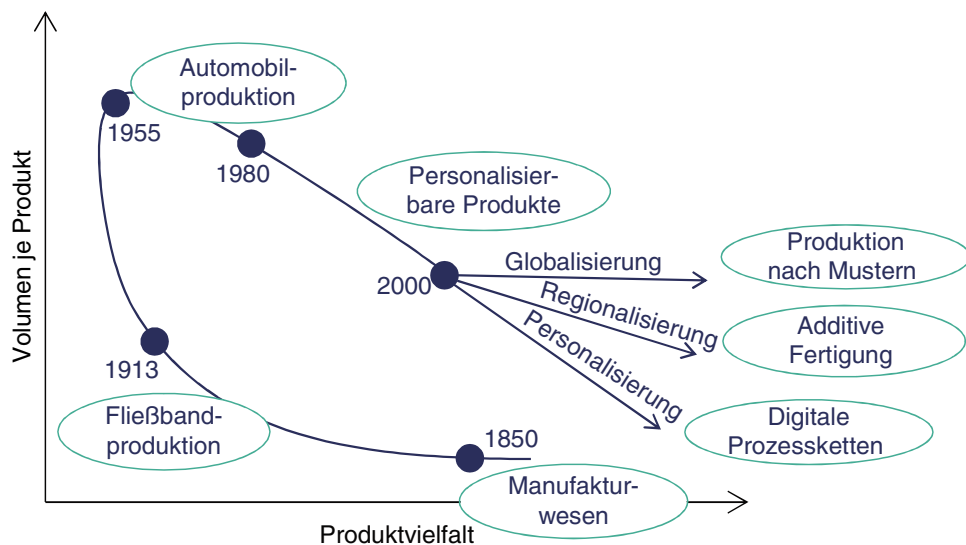 Automobil-
produktion
1955
1980
Personalisier-
bare Produkte
Volumen je Produkt
2000
Globalisierung
Regionalisierung
Personalisierung
Produktion
nach Mustern
Additive
Fertigung
Digitale
Prozessketten
1913
Fließband-
produktion
1850
Manufaktur-
wesen
Produktvielfalt